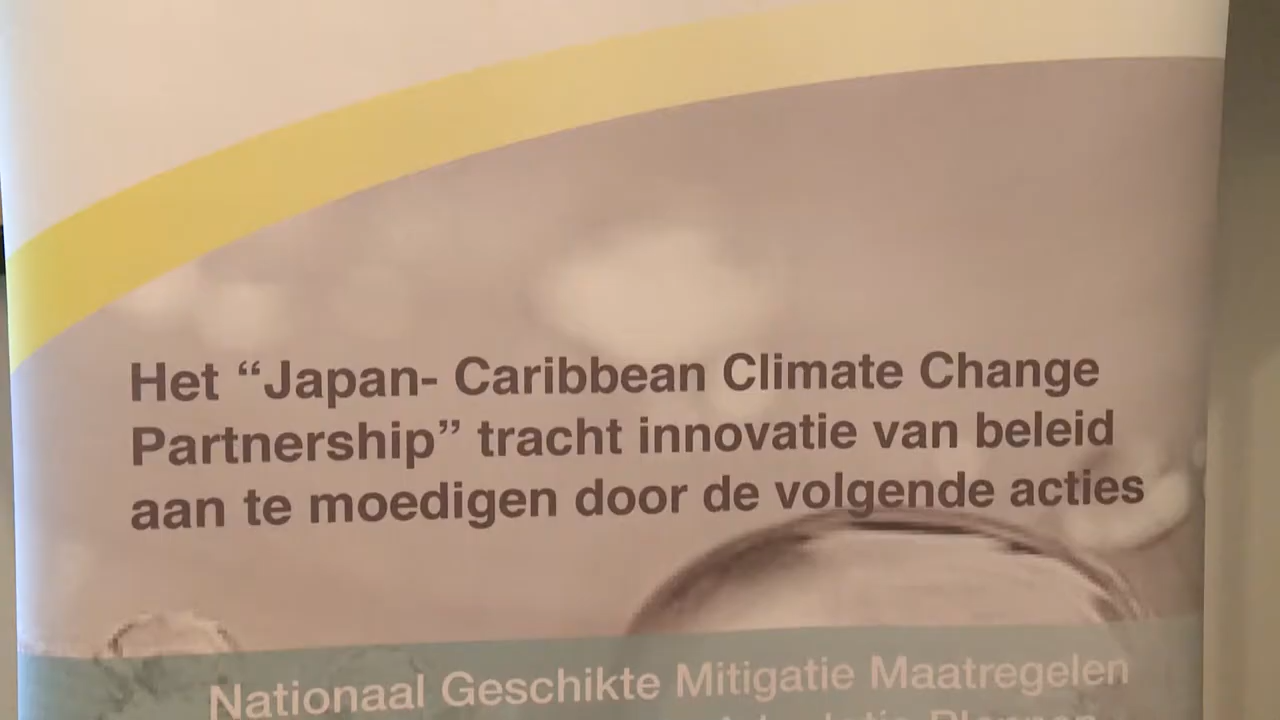 Het “Japan- Caribbean Climate Change
Partnership” tracht innovatie van beleid
aan te moedigen door de volgende acties
Nationaal Geschikte Mitigatie Maatregelen